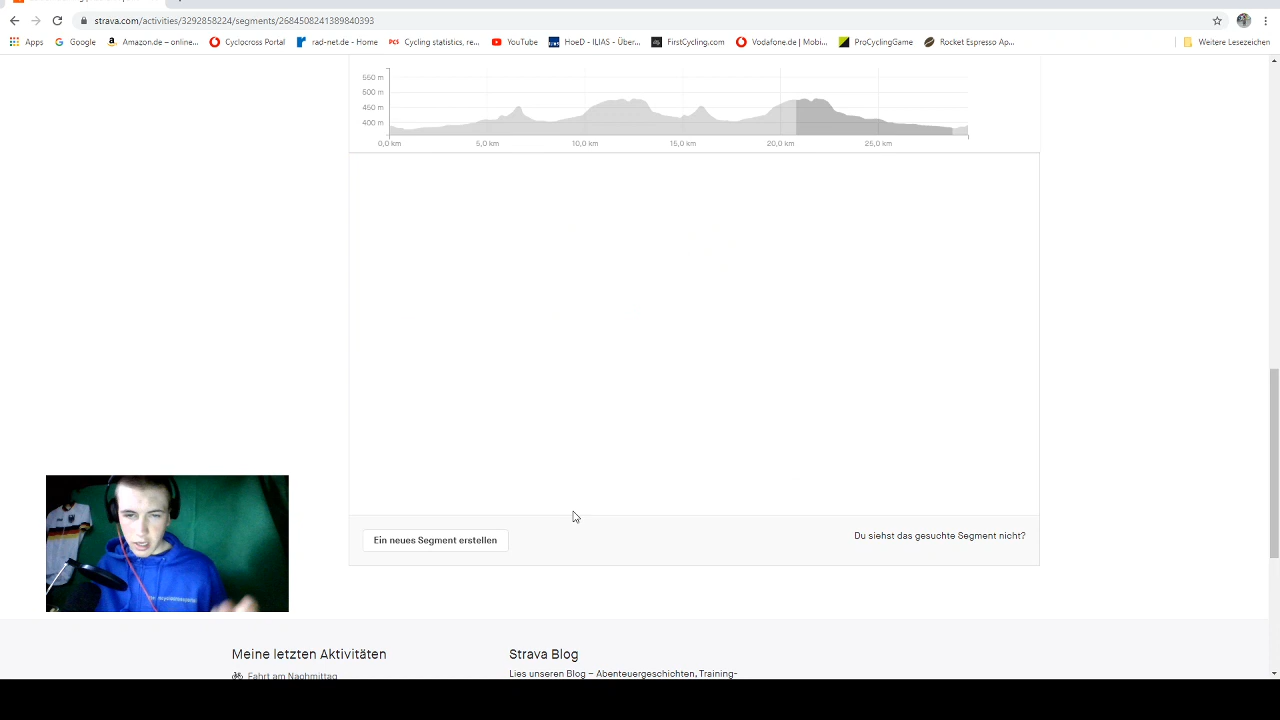 strava.com/activities/3292858224/segments/2684508241389840393
Apps Google Amazon.de – online... Cyclocross Portal rad-net.de - Home PCS Cycling statistics, re... YouTube HoeD - ILIAS - Über... FirstCycling.com Vodafone.de | Mobi... ProCyclingGame Rocket Espresso Ap... Weitere Lesezeichen
550 m
500 m
450 m
400 m
0,0 km 5,0 km 10,0 km 15,0 km 20,0 km 25,0 km
Ein neues Segment erstellen
Du siehst das gesuchte Segment nicht?
Meine letzten Aktivitäten
Strava Blog
Fahrt am Nachmittag
Lies unseren Blog – Abenteuergeschichten, Training-